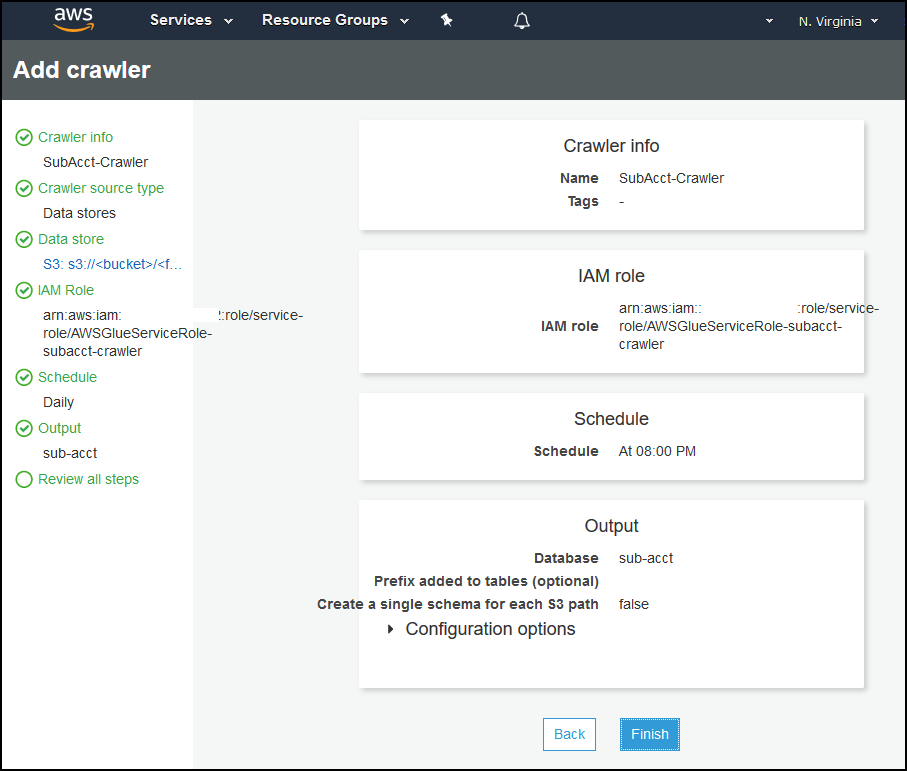 aws Services Resource Groups N. Virginia
Add crawler
Crawler info
SubAcct-Crawler
Crawler source type
Data stores
Data store
S3: s3://<bucket>/<f...
IAM Role
arn:aws:iam: :role/service-
role/AWSGlueServiceRole-
subacct-crawler
Schedule
Daily
Output
sub-acct
Review all steps
Crawler info
Name SubAcct-Crawler
Tags -
IAM role
IAM role arn:aws:iam:: :role/service-
role/AWSGlueServiceRole-subacct-
crawler
Schedule
Schedule At 08:00 PM
Output
Database sub-acct
Prefix added to tables (optional)
Create a single schema for each S3 path false
Configuration options
Back Finish